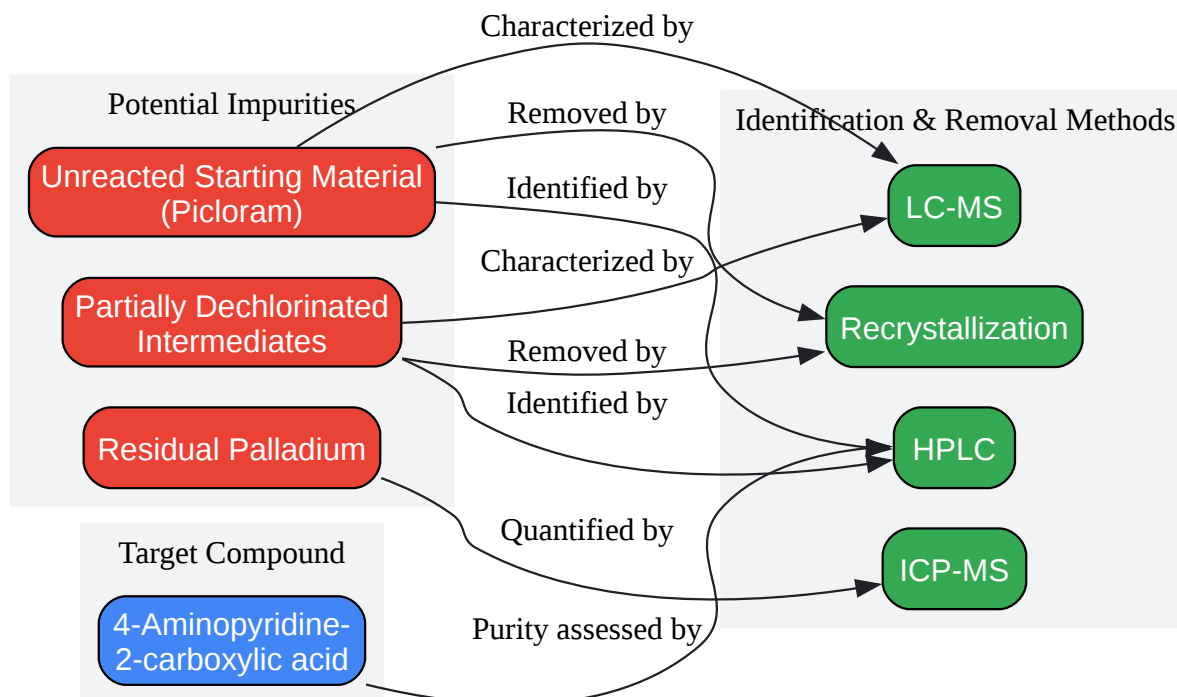 Characterized by
Potential Impurities
Removed by
Identification & Removal Methods
Unreacted Starting Material
(Picloram)
Identified by
LC-MS
Characterized by
Partially Dechlorinated
Intermediates
Removed by
Recrystallization
Identified by
Residual Palladium
HPLC
Quantified by
Target Compound
ICP-MS
4-Aminopyridine-
2-carboxylic acid
Purity assessed by